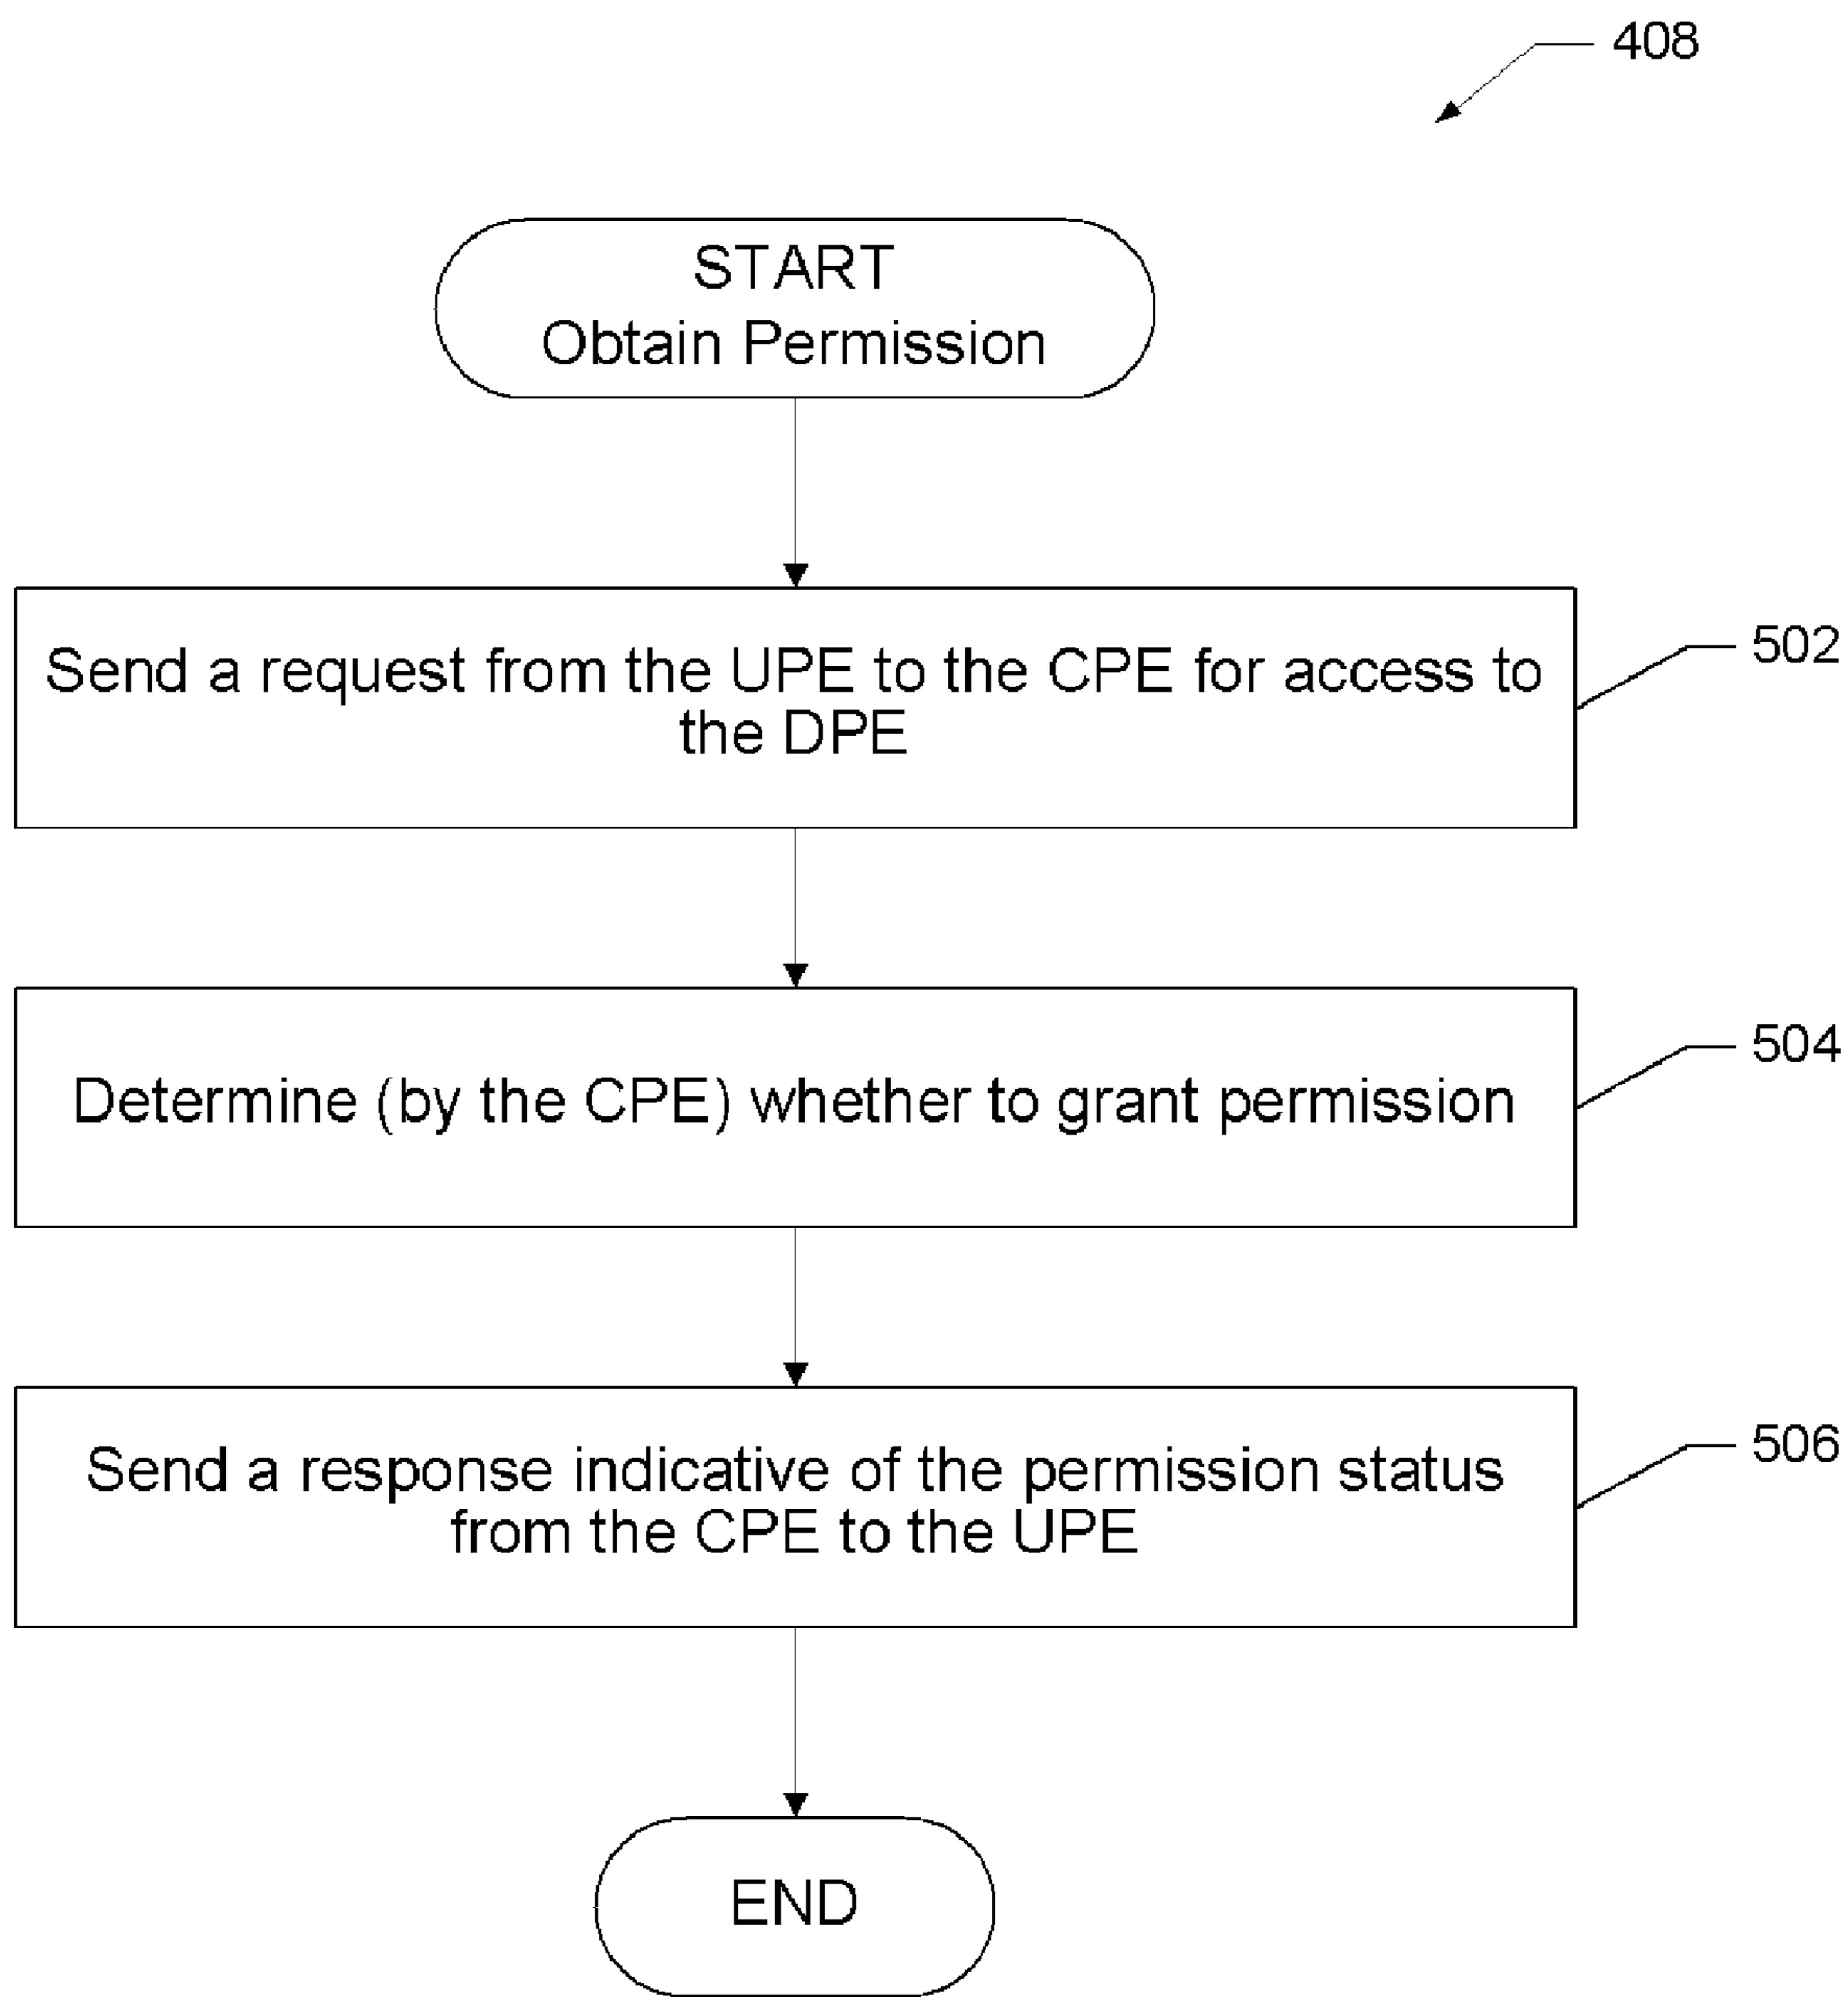 408
START
Obtain Permission
Send a request from the UPE to the CPE for access to
the DPE
502
Determine (by the CPE) whether to grant permission
504
Send a response indicative of the permission status
from the CPE to the UPE
506
END